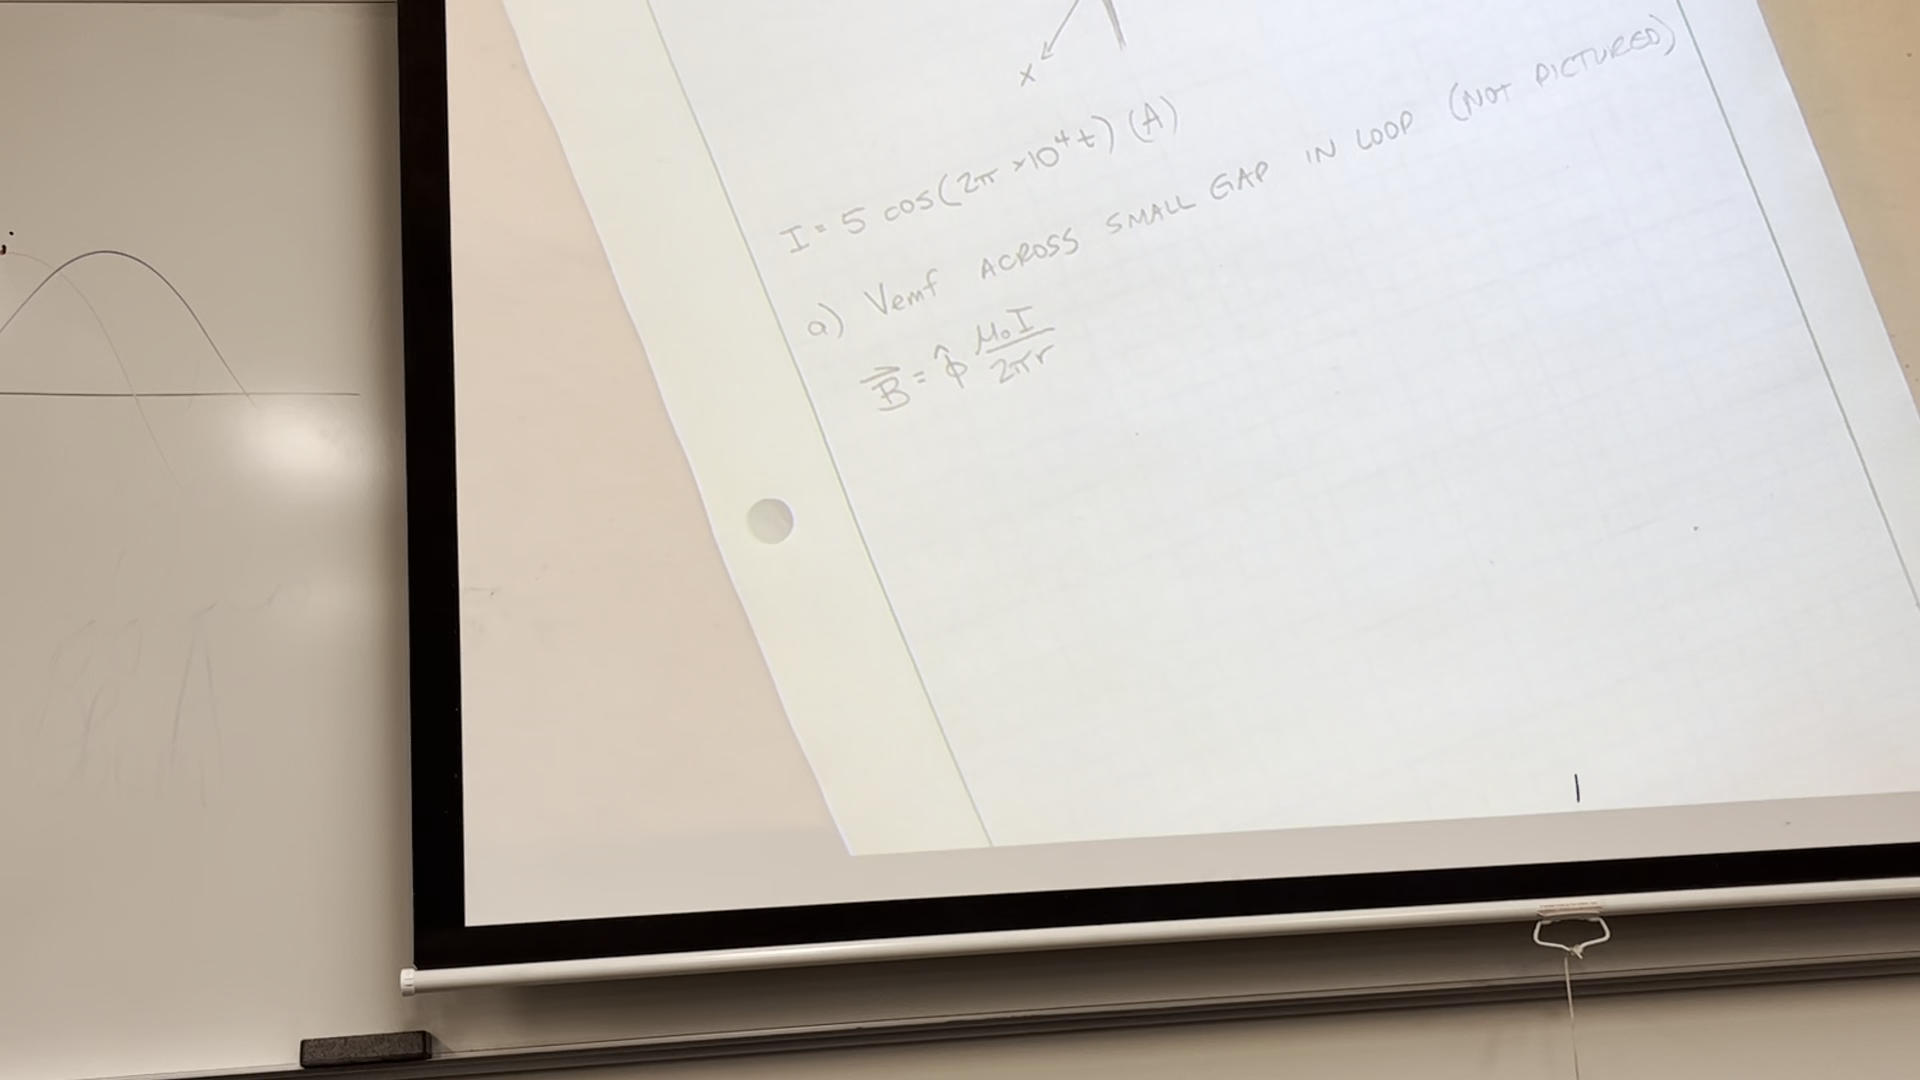 x
I = 5 cos(2π ×10⁴ t) (A)
a) Vemf ACROSS SMALL GAP IN LOOP (NOT PICTURED)
B⃗ = φ̂ μ₀I / 2πr